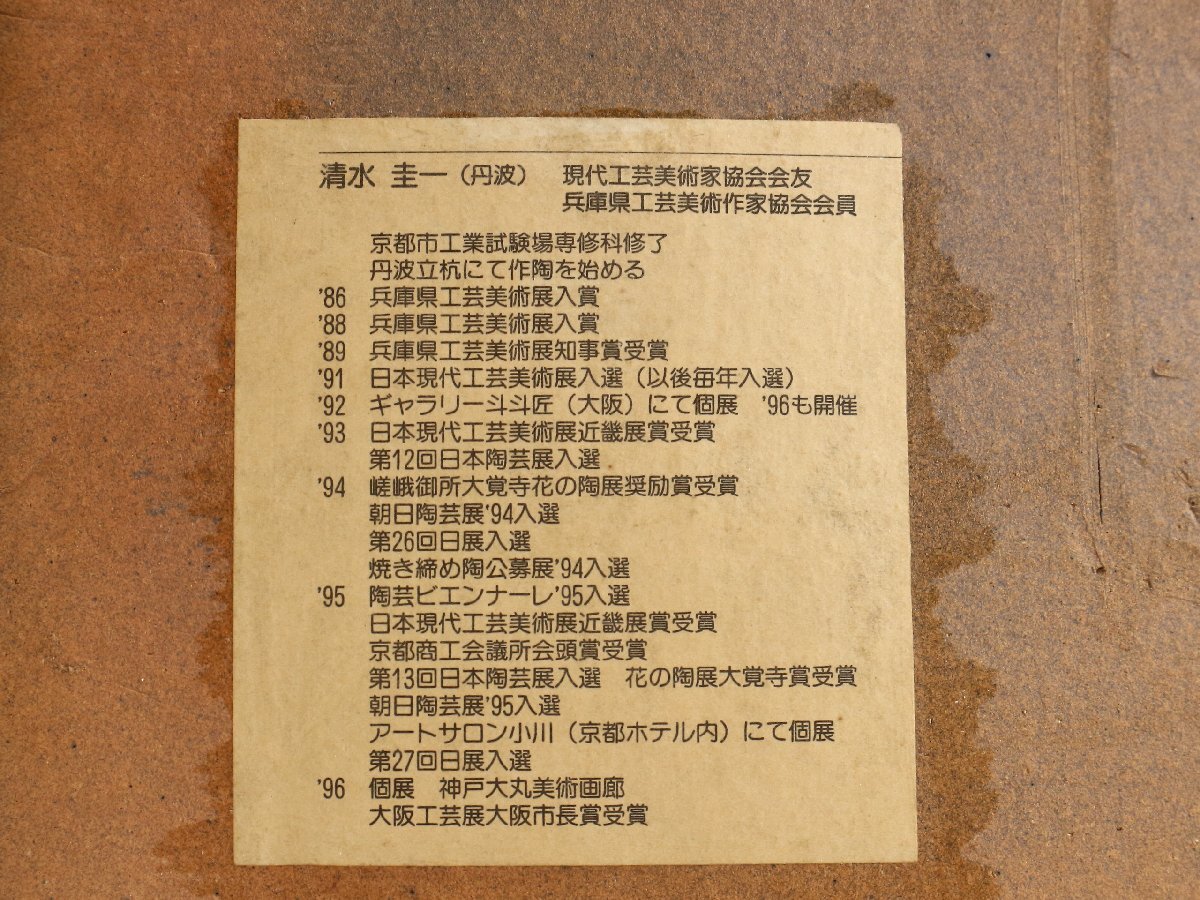 清水 圭一（丹波） 現代工芸美術家協会会友
兵庫県工芸美術作家協会会員
京都市工業試験場専修科修了
丹波立杭にて作陶を始める
'86 兵庫県工芸美術展入賞
'88 兵庫県工芸美術展入賞
'89 兵庫県工芸美術展知事賞受賞
'91 日本現代工芸美術展入選（以後毎年入選）
'92 ギャラリー斗斗匠（大阪）にて個展 '96も開催
'93 日本現代工芸美術展近畿展賞受賞
第12回日本陶芸展入選
'94 嵯峨御所大覚寺花の陶展奨励賞受賞
朝日陶芸展'94入選
第26回日展入選
焼き締め陶公募展'94入選
'95 陶芸ビエンナーレ'95入選
日本現代工芸美術展近畿展賞受賞
京都商工会議所会頭賞受賞
第13回日本陶芸展入選 花の陶展大覚寺賞受賞
朝日陶芸展'95入選
アートサロン小川（京都ホテル内）にて個展
第27回日展入選
'96 個展 神戸大丸美術画廊
大阪工芸展大阪市長賞受賞